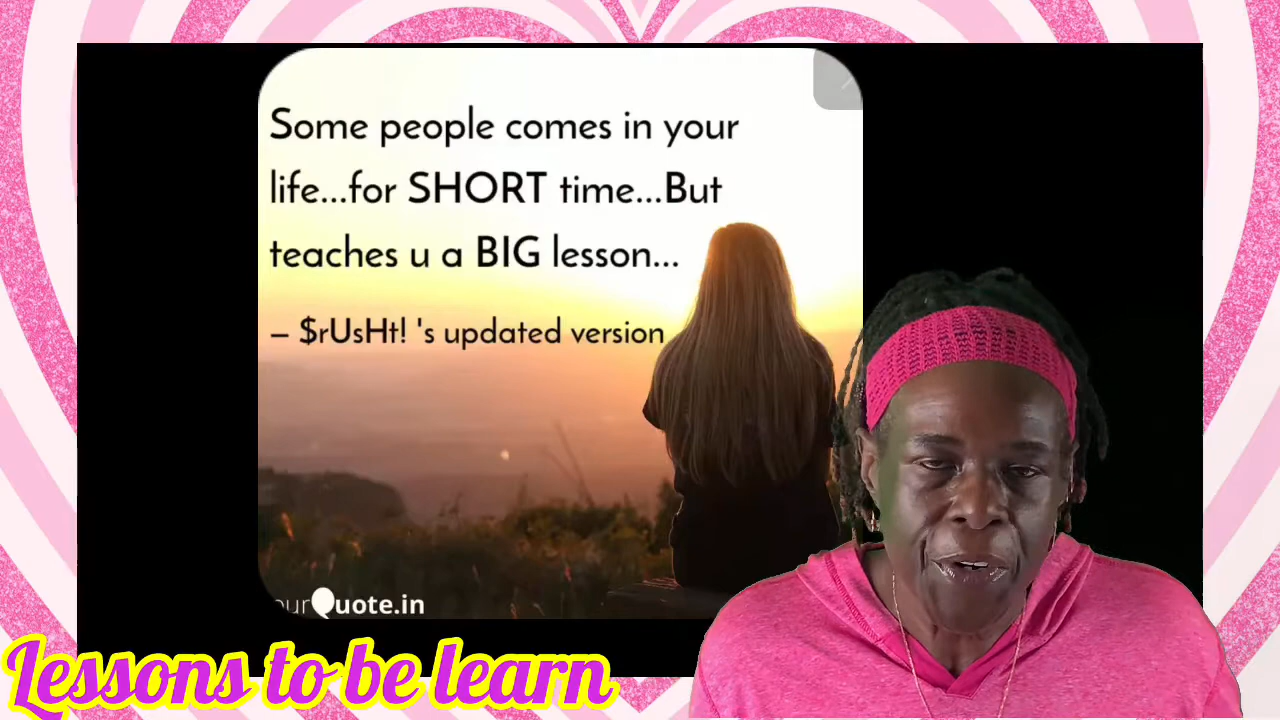 Some people comes in your
life...for SHORT time...But
teaches u a BIG lesson...
– $rUsHt! 's updated version
ourQuote.in
Lessons to be learn